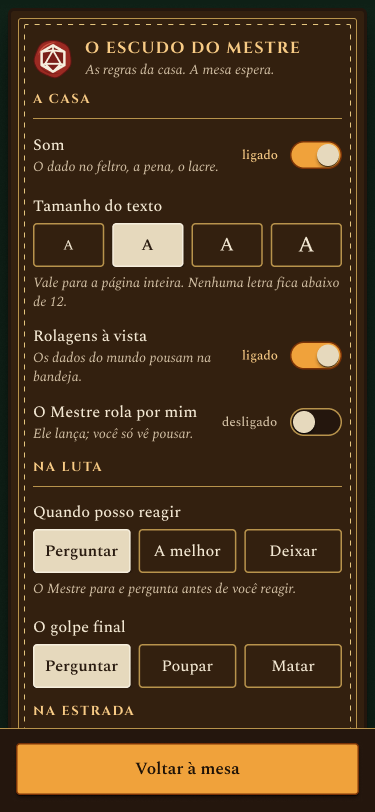 O ESCUDO DO MESTRE
As regras da casa. A mesa espera.
A CASA
Som
O dado no feltro, a pena, o lacre.
ligado
Tamanho do texto
A A A A
Vale para a página inteira. Nenhuma letra fica abaixo
de 12.
Rolagens à vista
Os dados do mundo pousam na
bandeja.
ligado
O Mestre rola por mim
Ele lança; você só vê pousar.
desligado
NA LUTA
Quando posso reagir
Perguntar A melhor Deixar
O Mestre para e pergunta antes de você reagir.
O golpe final
Perguntar Poupar Matar
NA ESTRADA
Voltar à mesa